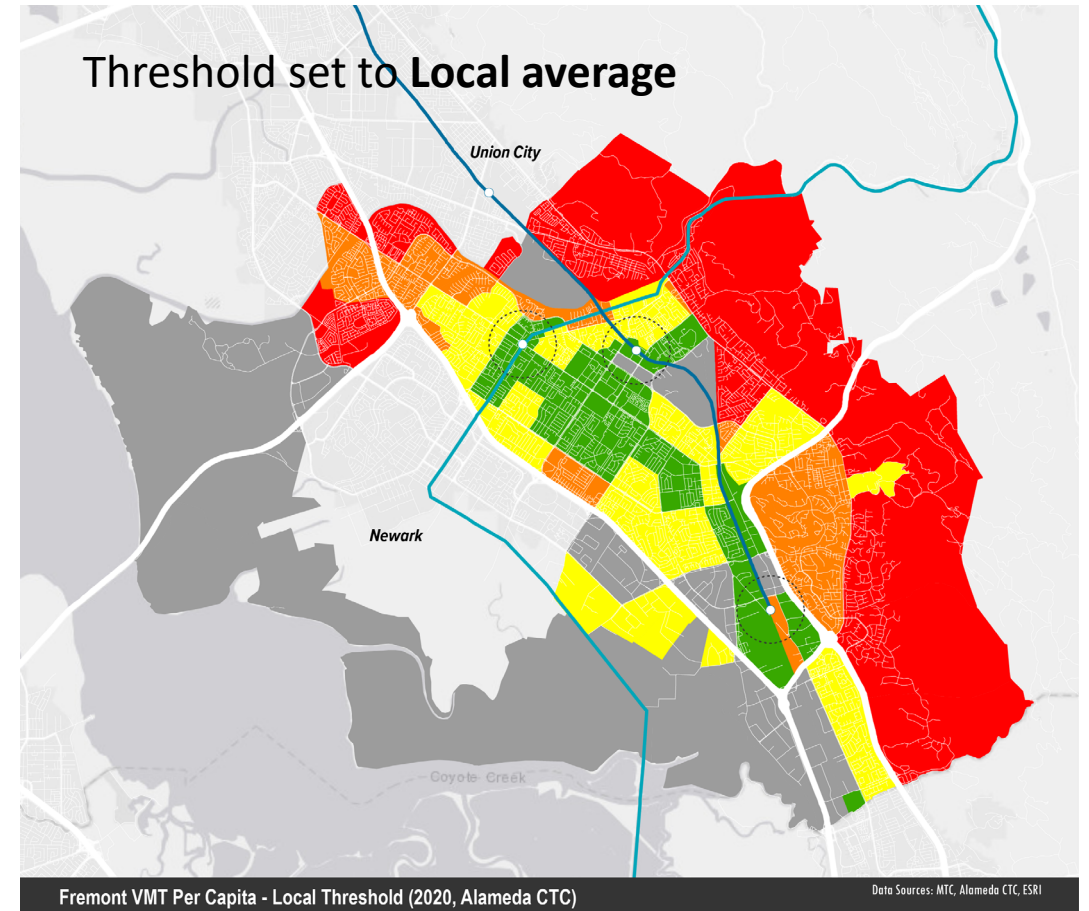 Threshold set to Local average
Union City
Newark
Coyote Creek
Fremont VMT Per Capita - Local Threshold (2020, Alameda CTC)
Data Sources: MTC, Alameda CTC, ESRI